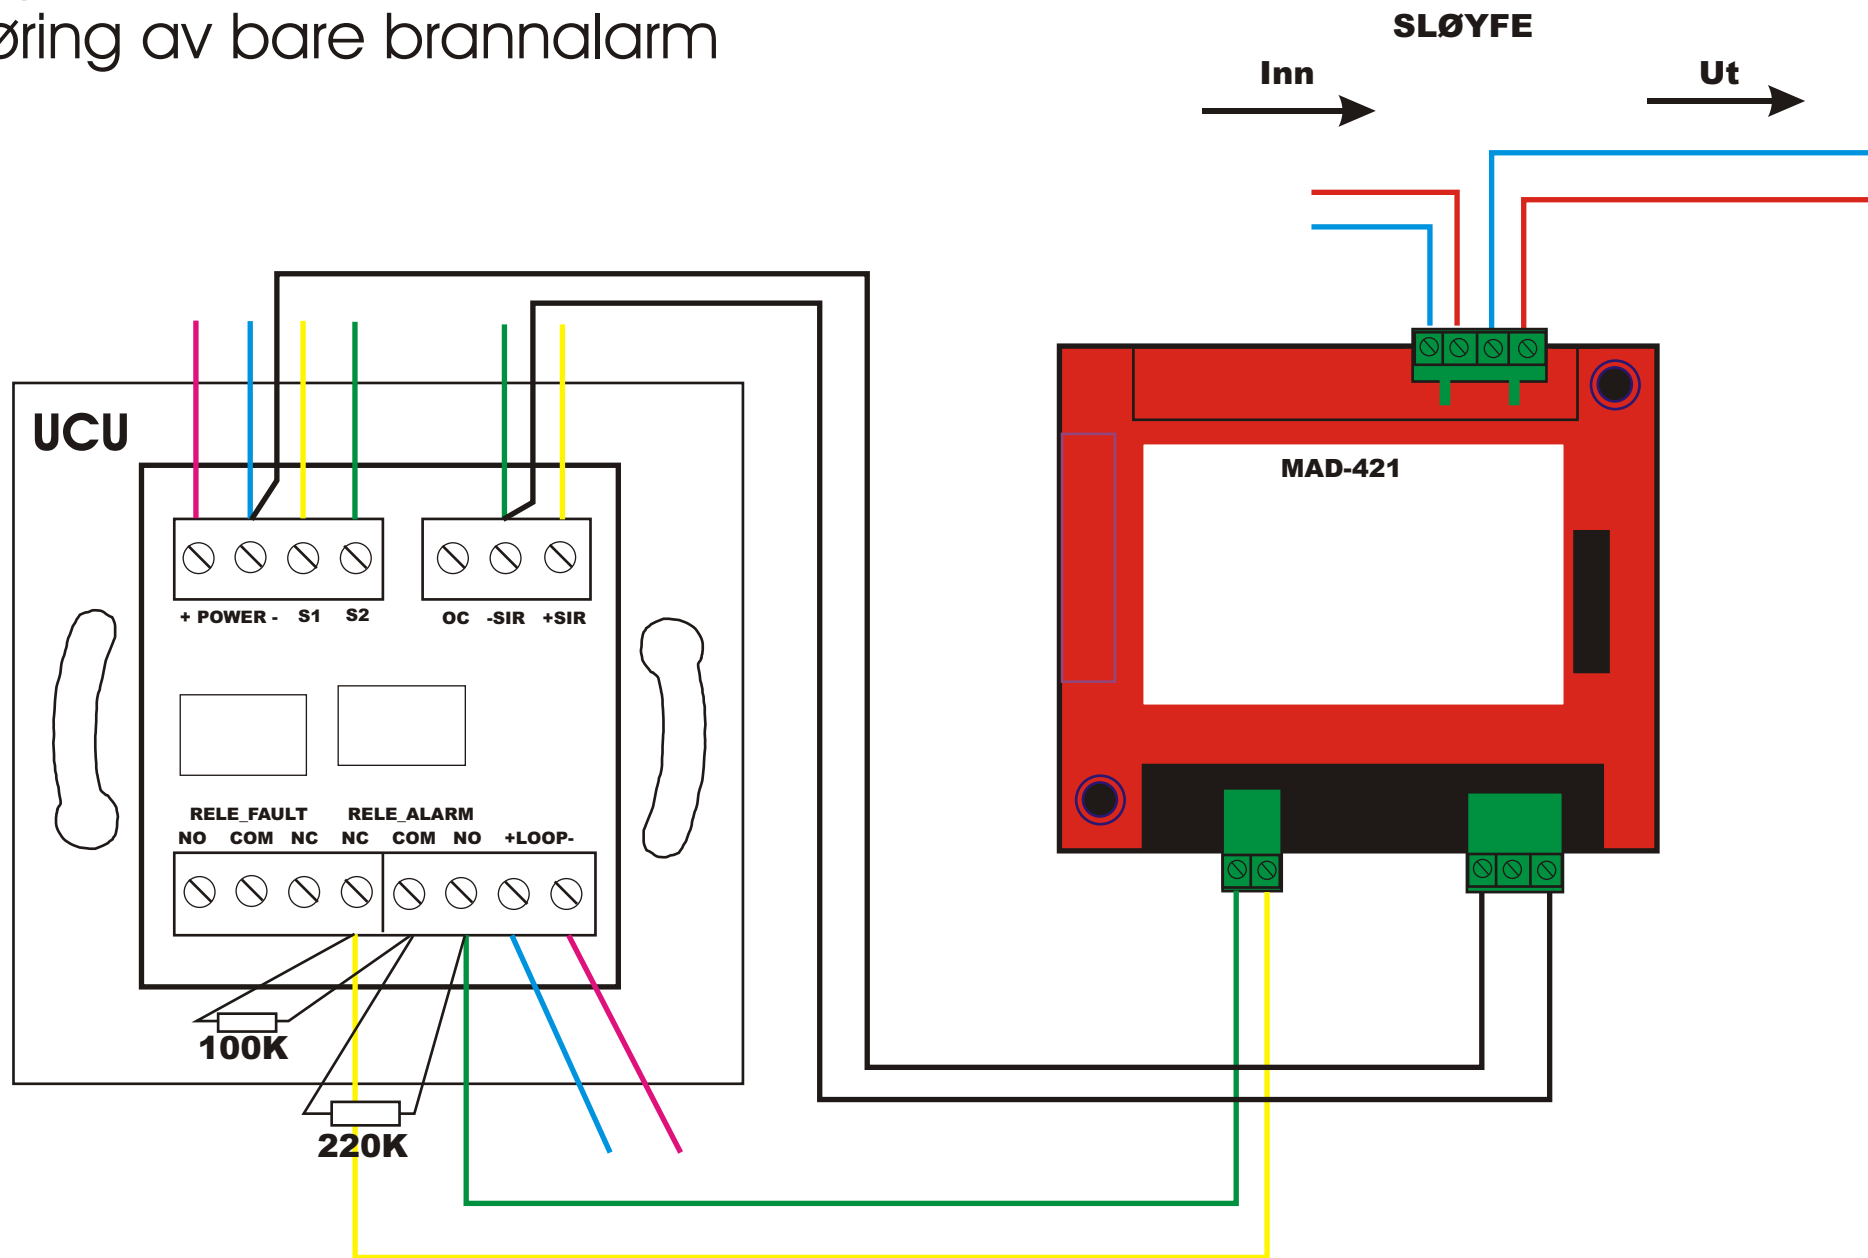 øring av bare brannalarm
SLØYFE
Inn
Ut
UCU
MAD-421
+ POWER - S1 S2
OC -SIR +SIR
RELE_FAULT RELE_ALARM
NO COM NC NC COM NO +LOOP-
100K
220K